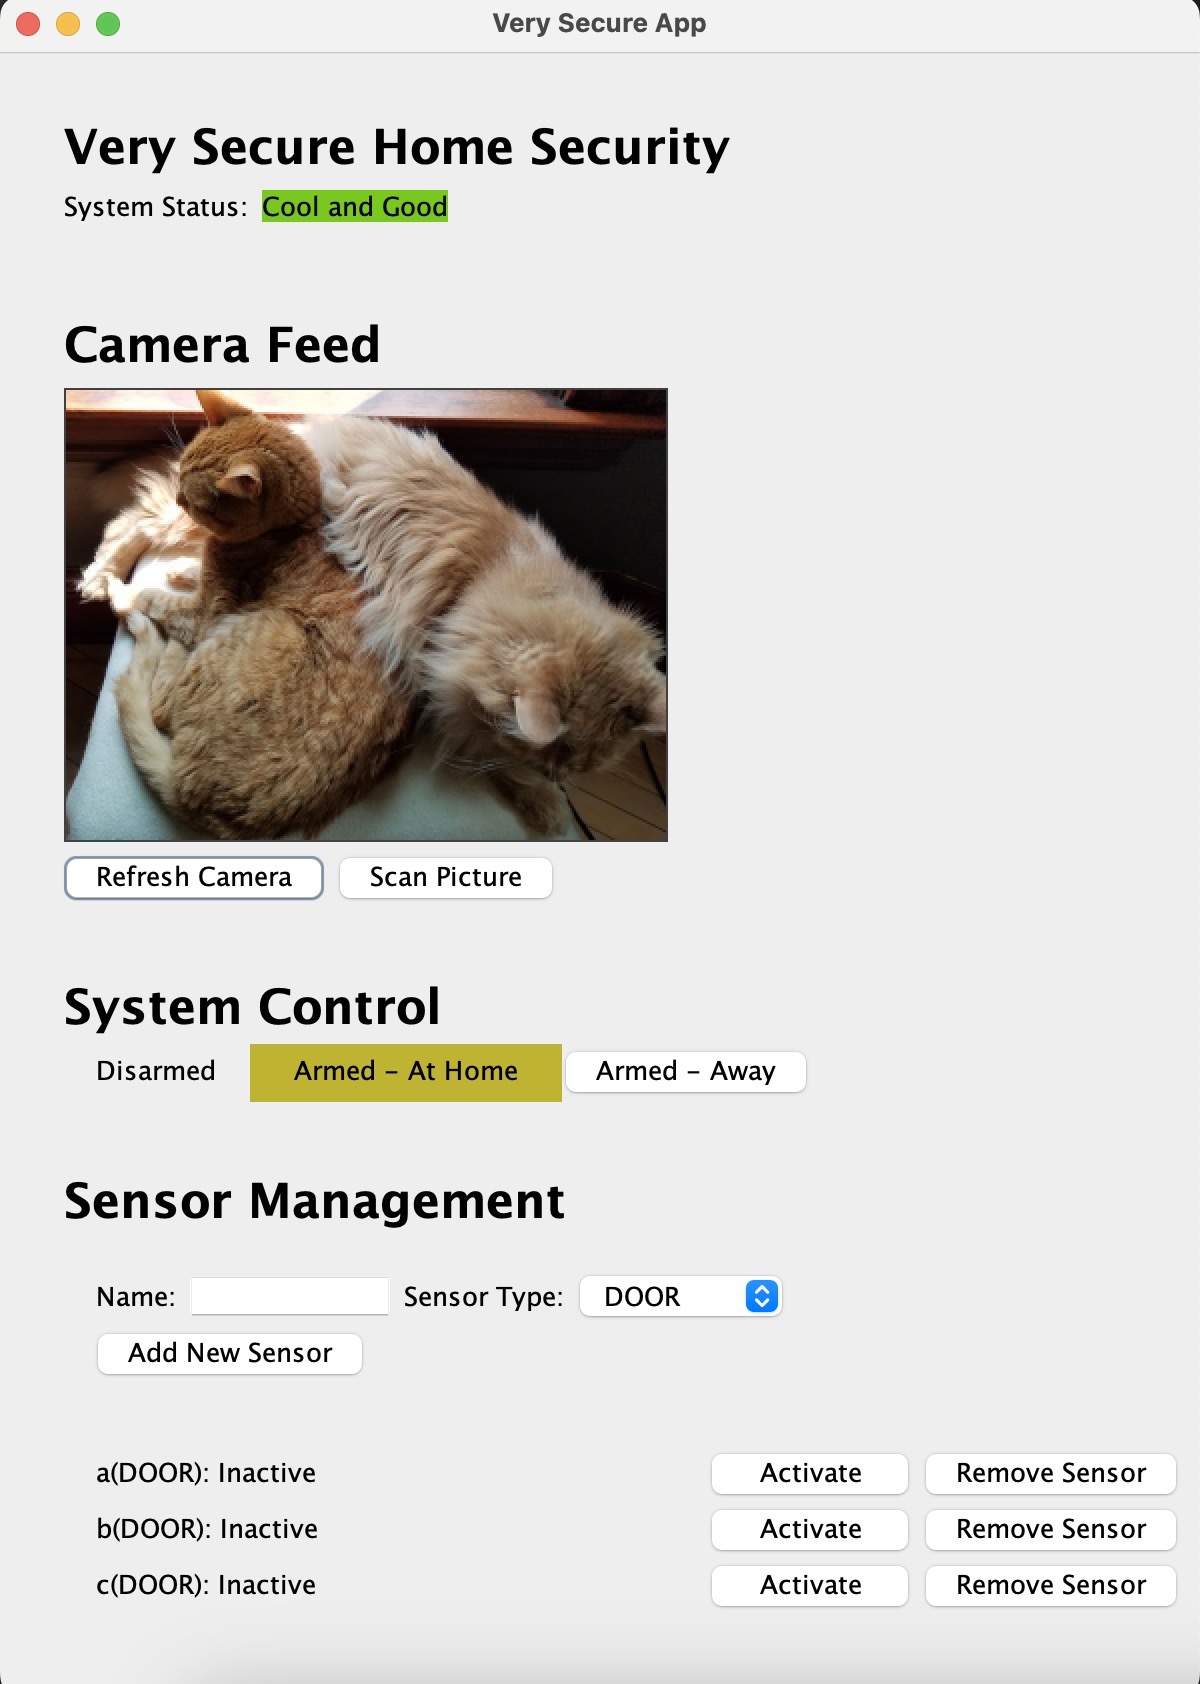 Very Secure App
Very Secure Home Security
System Status: Cool and Good
Camera Feed
Refresh Camera Scan Picture
System Control
Disarmed Armed – At Home Armed – Away
Sensor Management
Name: Sensor Type: DOOR
Add New Sensor
a(DOOR): Inactive Activate Remove Sensor
b(DOOR): Inactive Activate Remove Sensor
c(DOOR): Inactive Activate Remove Sensor